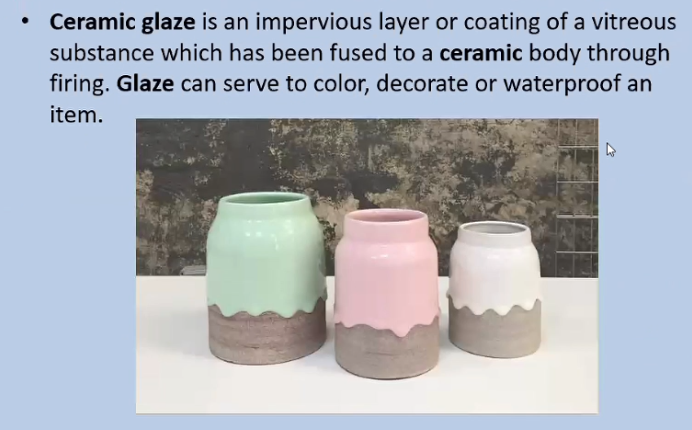 • Ceramic glaze is an impervious layer or coating of a vitreous
substance which has been fused to a ceramic body through
firing. Glaze can serve to color, decorate or waterproof an
item.